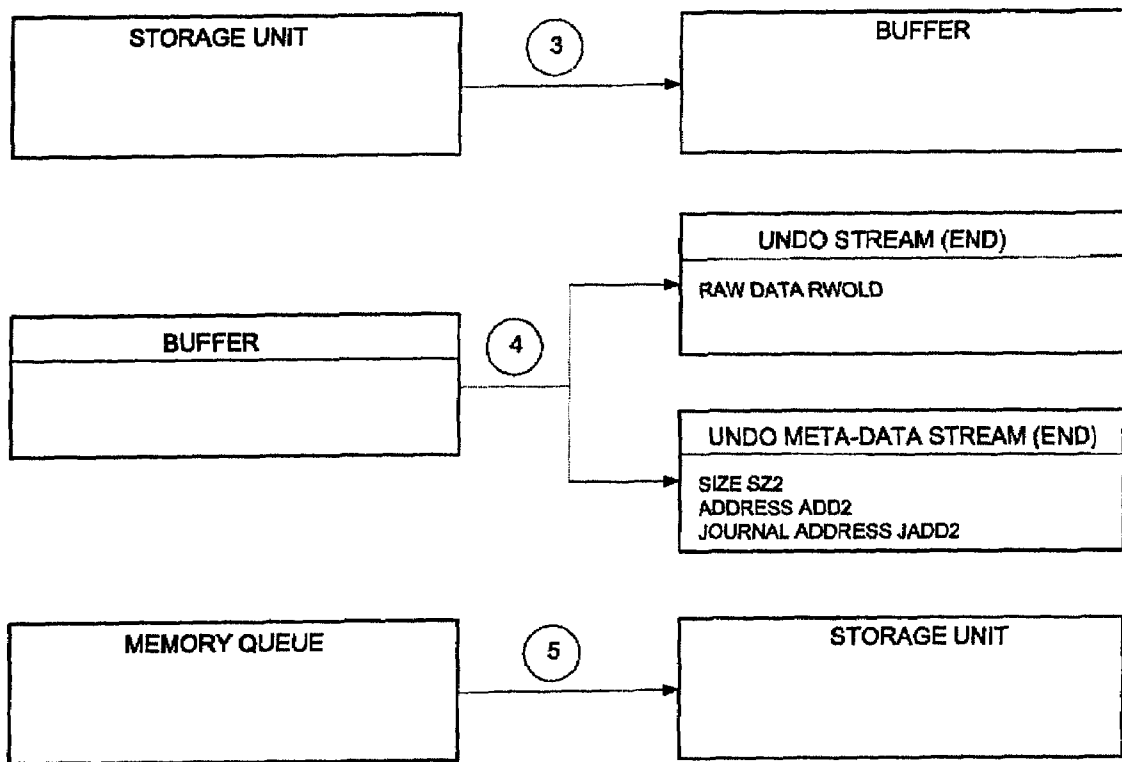 STORAGE UNIT
3
BUFFER
UNDO STREAM (END)
RAW DATA RWOLD
BUFFER
4
UNDO META-DATA STREAM (END)
SIZE SZ2
ADDRESS ADD2
JOURNAL ADDRESS JADD2
MEMORY QUEUE
5
STORAGE UNIT